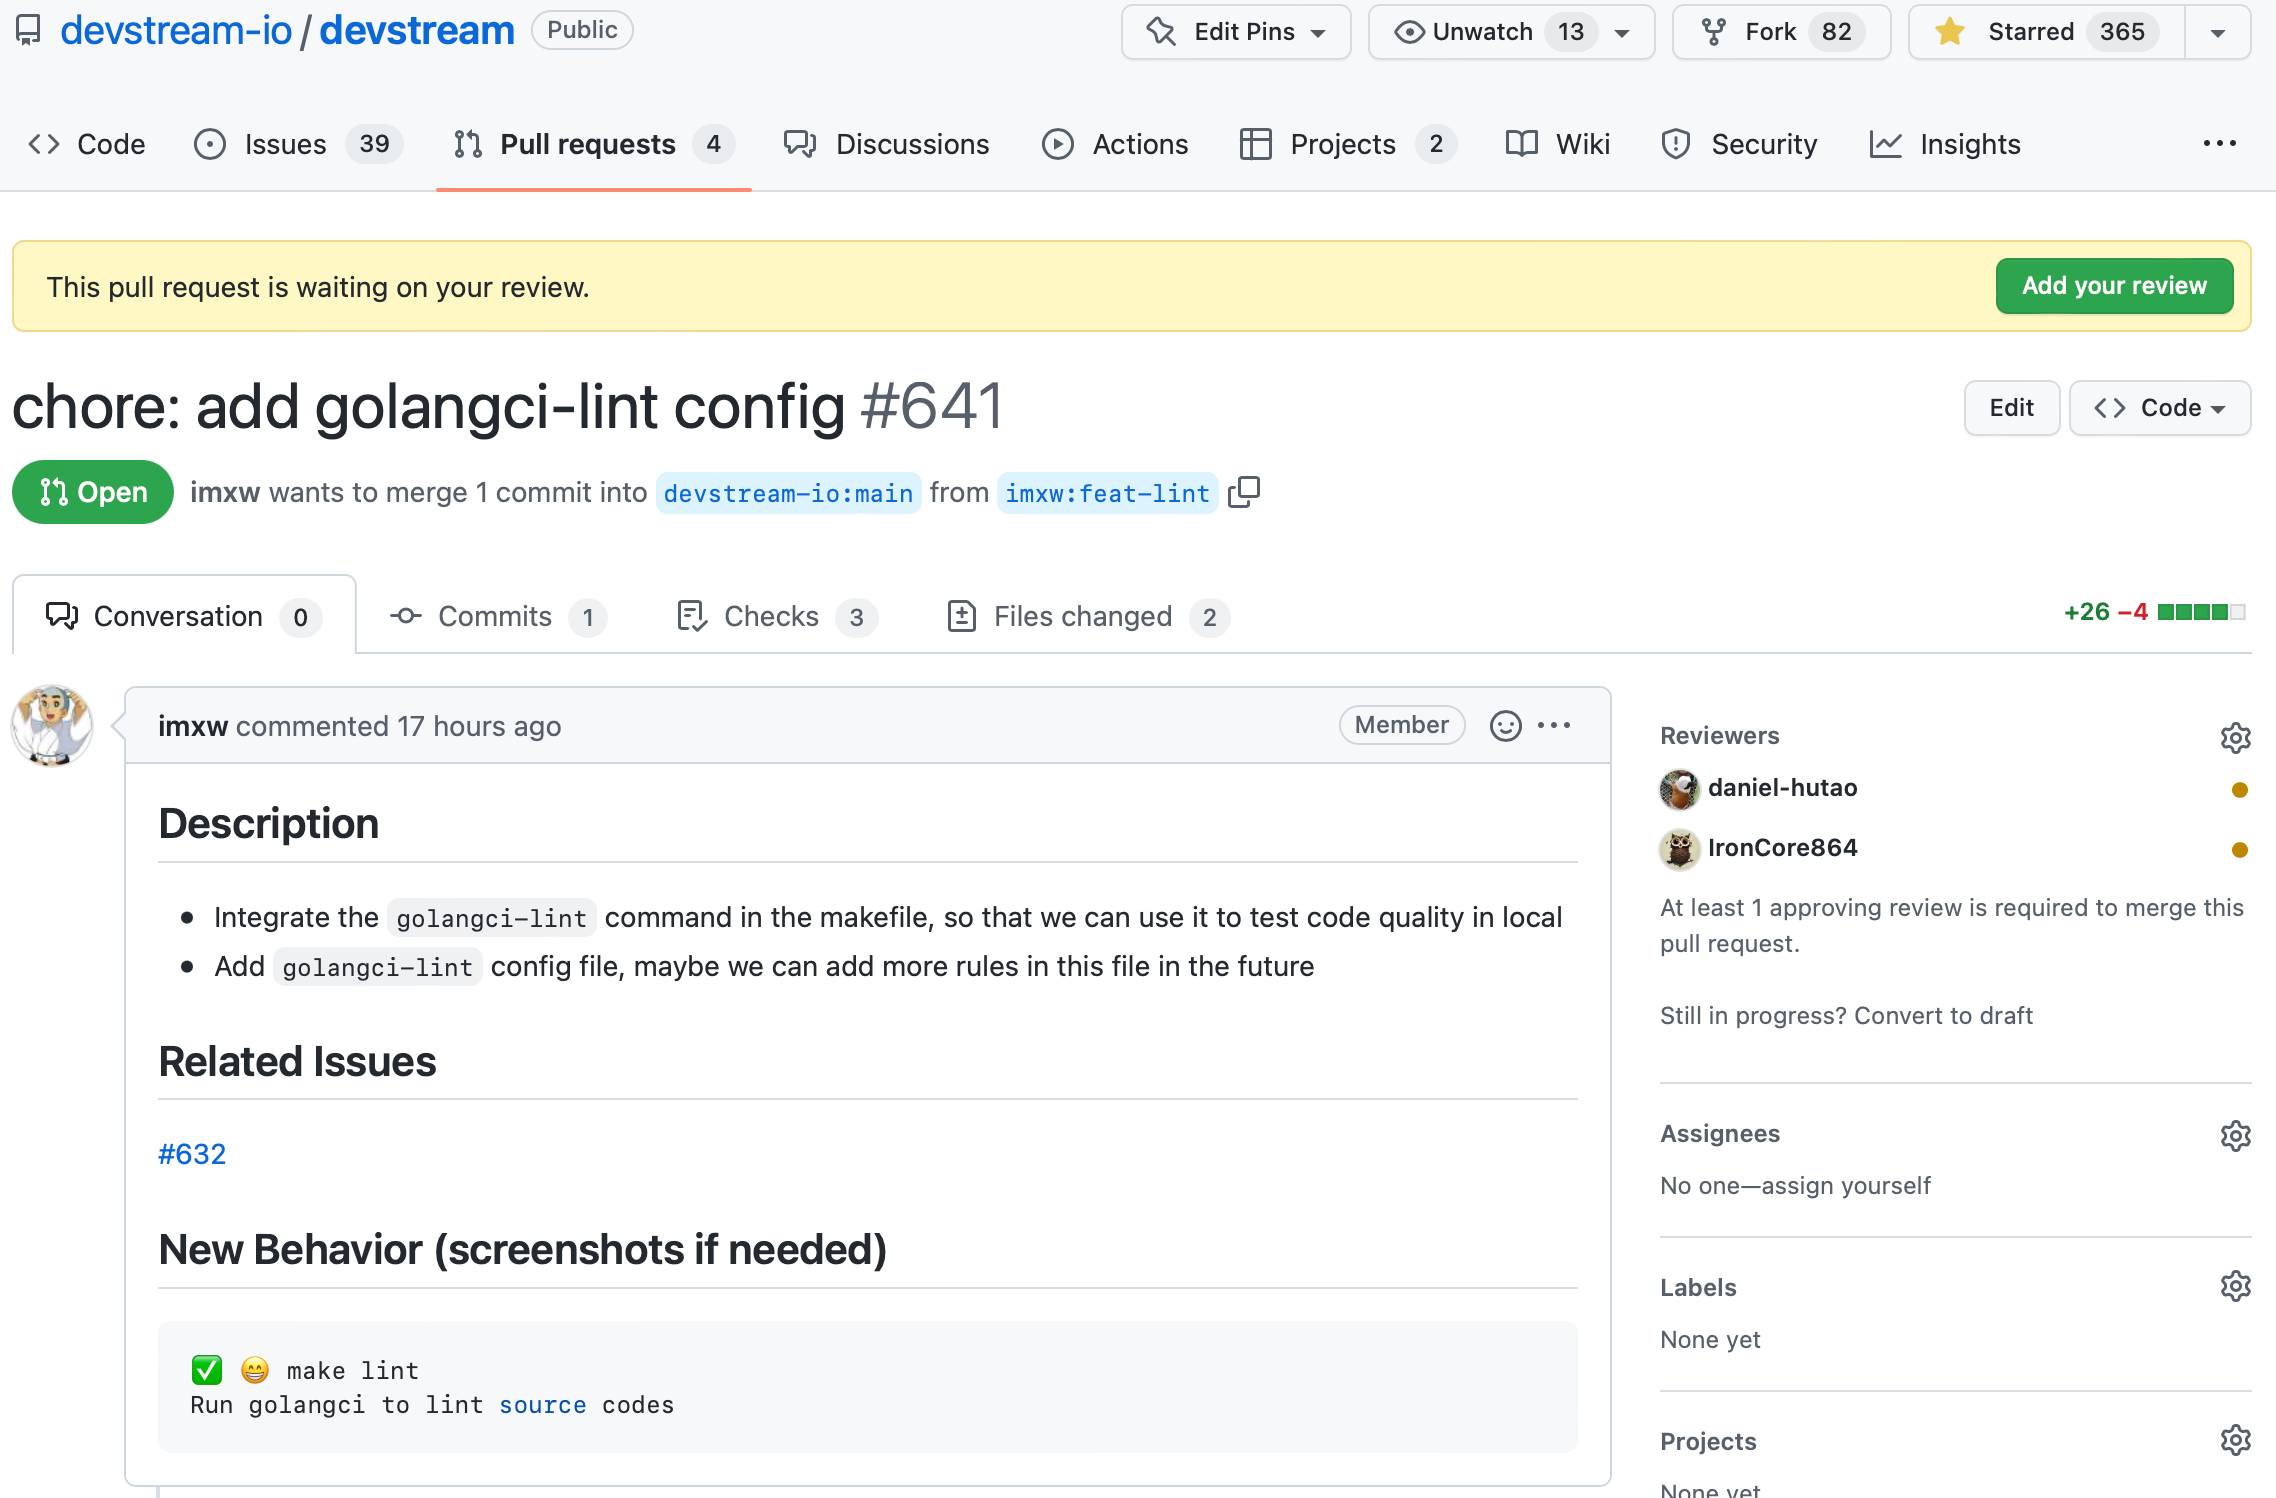 devstream-io / devstream Public
Edit Pins Unwatch 13 Fork 82 Starred 365
Code Issues 39 Pull requests 4 Discussions Actions Projects 2 Wiki Security Insights
This pull request is waiting on your review. Add your review
chore: add golangci-lint config #641 Edit Code
Open imxw wants to merge 1 commit into devstream-io:main from imxw:feat-lint
Conversation 0 Commits 1 Checks 3 Files changed 2 +26 −4
imxw commented 17 hours ago Member
Description
Integrate the golangci-lint command in the makefile, so that we can use it to test code quality in local
Add golangci-lint config file, maybe we can add more rules in this file in the future
Related Issues
#632
New Behavior (screenshots if needed)
✅ 😁 make lint
Run golangci to lint source codes
Reviewers
daniel-hutao
IronCore864
At least 1 approving review is required to merge this
pull request.
Still in progress? Convert to draft
Assignees
No one—assign yourself
Labels
None yet
Projects
None yet